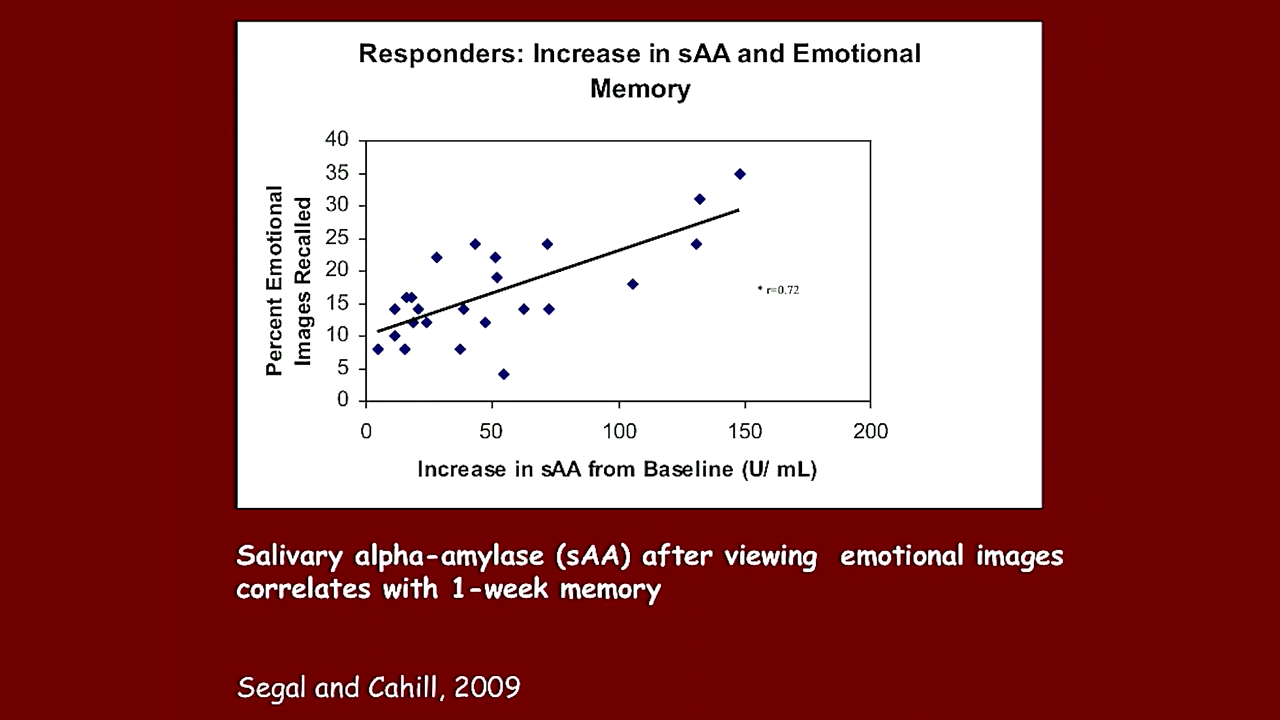 Responders: Increase in sAA and Emotional
Memory
Percent Emotional
Images Recalled
40
35
30
25
20
15
10
5
0
* r=0.72
0 50 100 150 200
Increase in sAA from Baseline (U/ mL)
Salivary alpha-amylase (sAA) after viewing emotional images
correlates with 1-week memory
Segal and Cahill, 2009